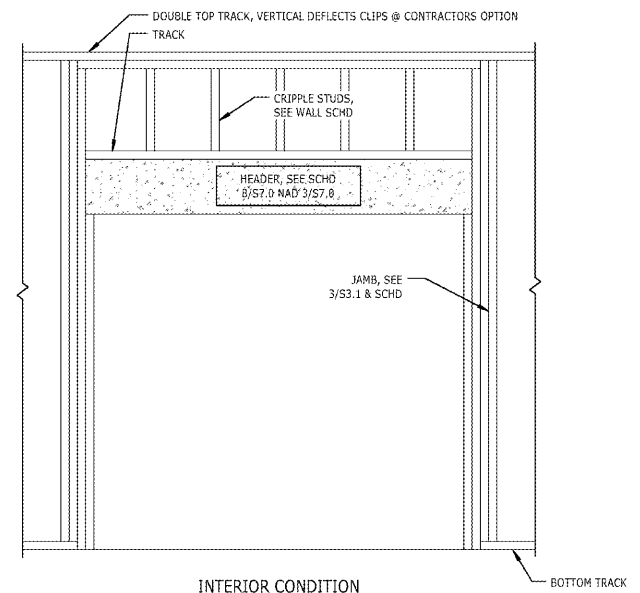 DOUBLE TOP TRACK, VERTICAL DEFLECTS CLIPS @ CONTRACTORS OPTION
TRACK
CRIPPLE STUDS,
SEE WALL SCHD
HEADER, SEE SCHD
8/S7.0 NAD 3/S7.0
JAMB, SEE
3/S3.1 & SCHD
BOTTOM TRACK
INTERIOR CONDITION